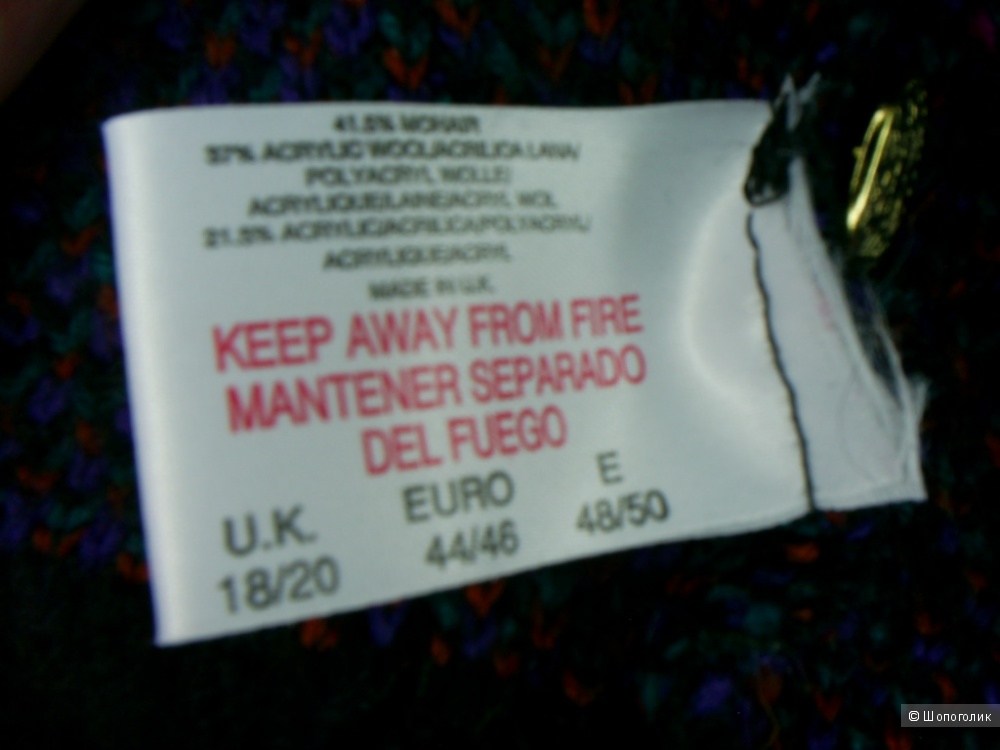 41.5% MOHAIR
37% ACRYLIC WOOL/ACRILICA LANA/
POLYACRYL WOLLE/
ACRYLIQUE/LANE/ACRYL WOL
21.5% ACRYLIC/ACRILICA/POLYACRYL/
ACRYLIQUE/ACRYL
MADE IN U.K.
KEEP AWAY FROM FIRE
MANTENER SEPARADO
DEL FUEGO
U.K. EURO E
18/20 44/46 48/50
© Шопоголик